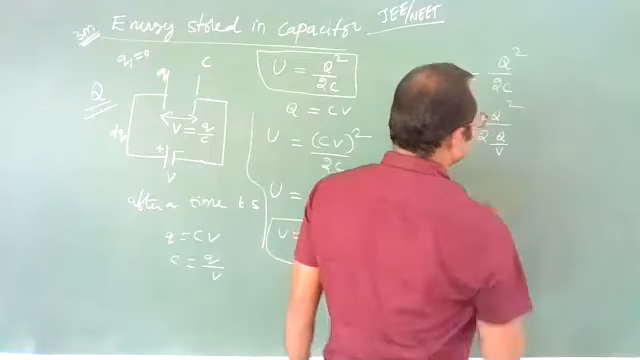 3m Energy stored in capacitor JEE/NEET
q₁=0
q
C
Q
dq
V = q/C
+
V
after a time t s
q = CV
c = q/V
U = Q²/2C
Q = CV
U = (CV)²/2C
U =
U =
Q²/2C
Q²/2 Q/V